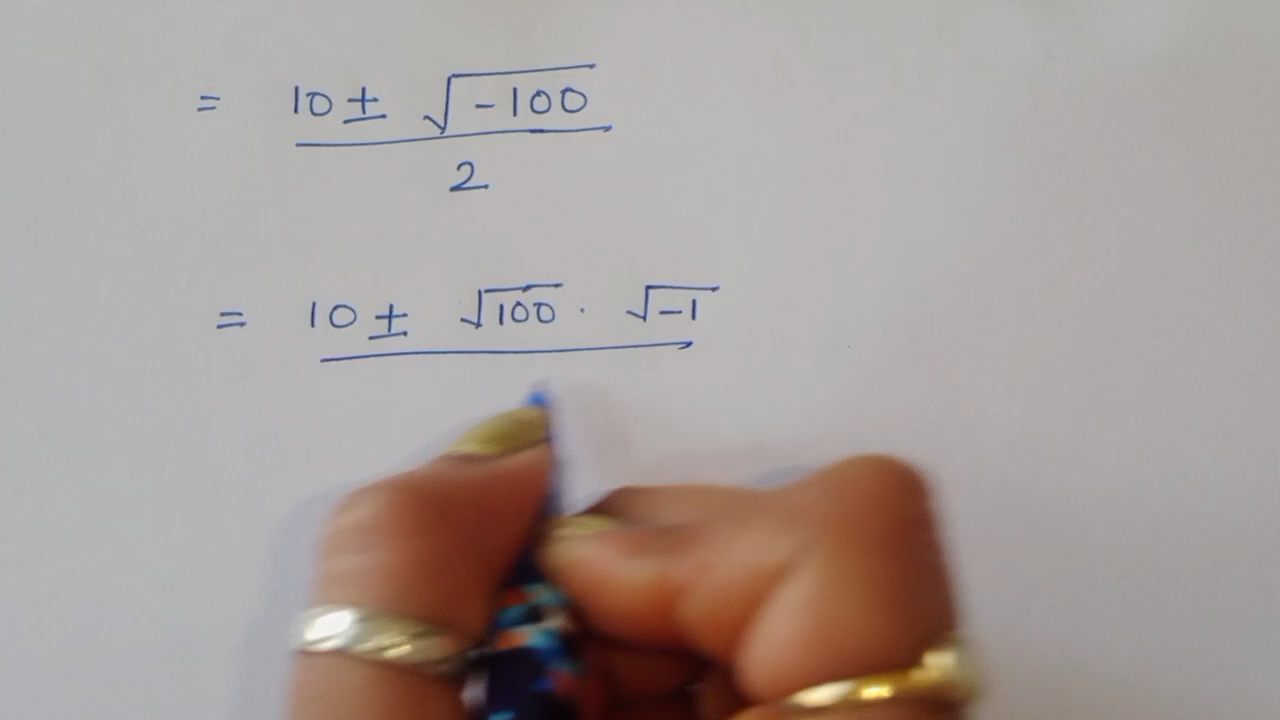 = 10 ± √-100
2
= 10 ± √100 · √-1